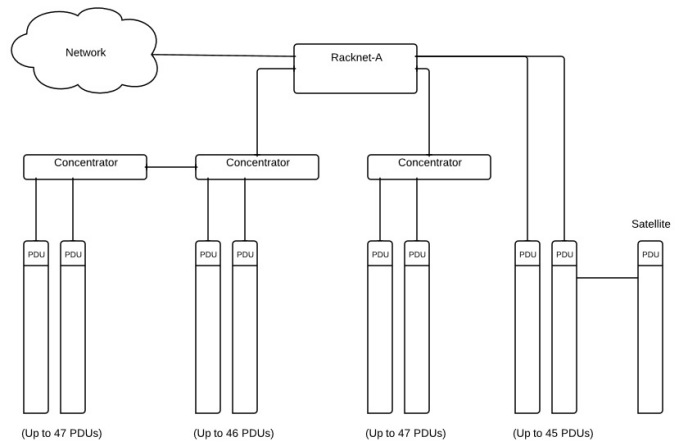 Network
Racknet-A
Concentrator
Concentrator
Concentrator
Satellite
PDU
PDU
PDU
PDU
PDU
PDU
PDU
PDU
PDU
(Up to 47 PDUs)
(Up to 46 PDUs)
(Up to 47 PDUs)
(Up to 45 PDUs)